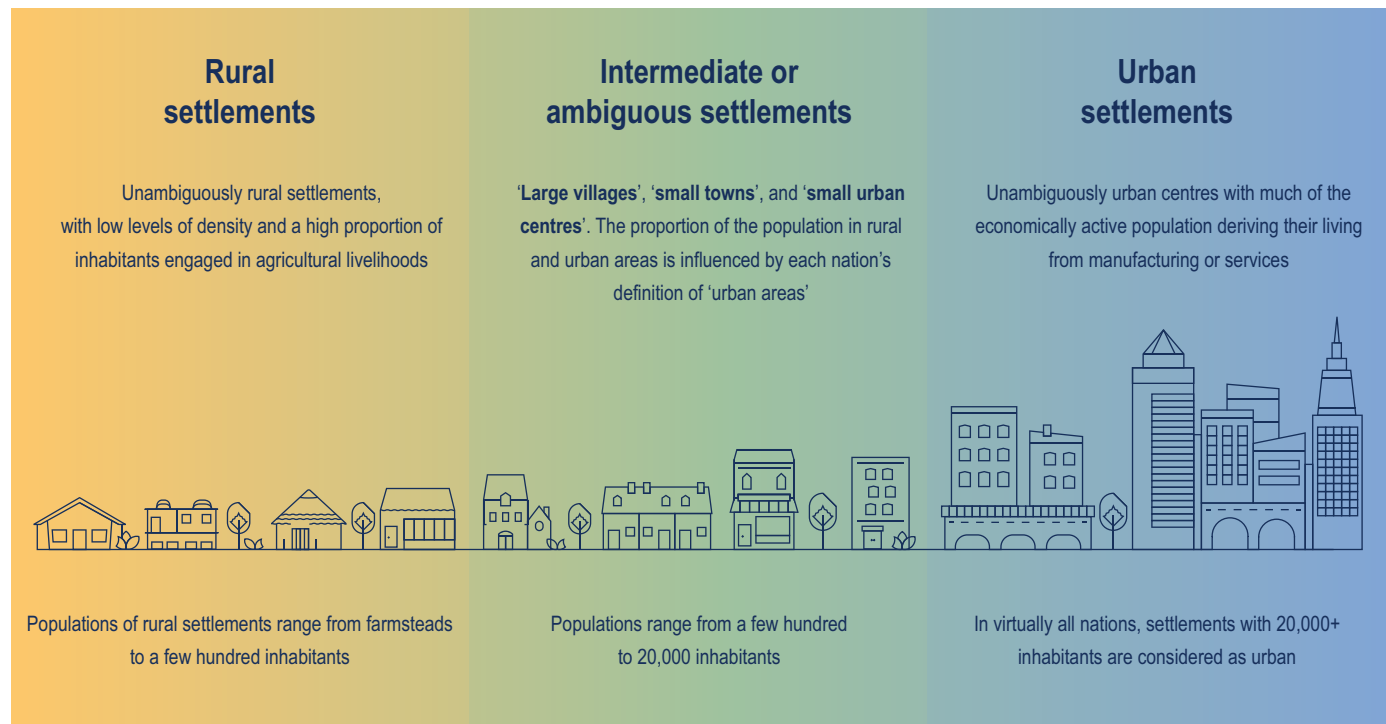 Rural
settlements
Unambiguously rural settlements,
with low levels of density and a high proportion of
inhabitants engaged in agricultural livelihoods
Populations of rural settlements range from farmsteads
to a few hundred inhabitants
Intermediate or
ambiguous settlements
‘Large villages’, ‘small towns’, and ‘small urban
centres’. The proportion of the population in rural
and urban areas is influenced by each nation’s
definition of ‘urban areas’
Populations range from a few hundred
to 20,000 inhabitants
Urban
settlements
Unambiguously urban centres with much of the
economically active population deriving their living
from manufacturing or services
In virtually all nations, settlements with 20,000+
inhabitants are considered as urban